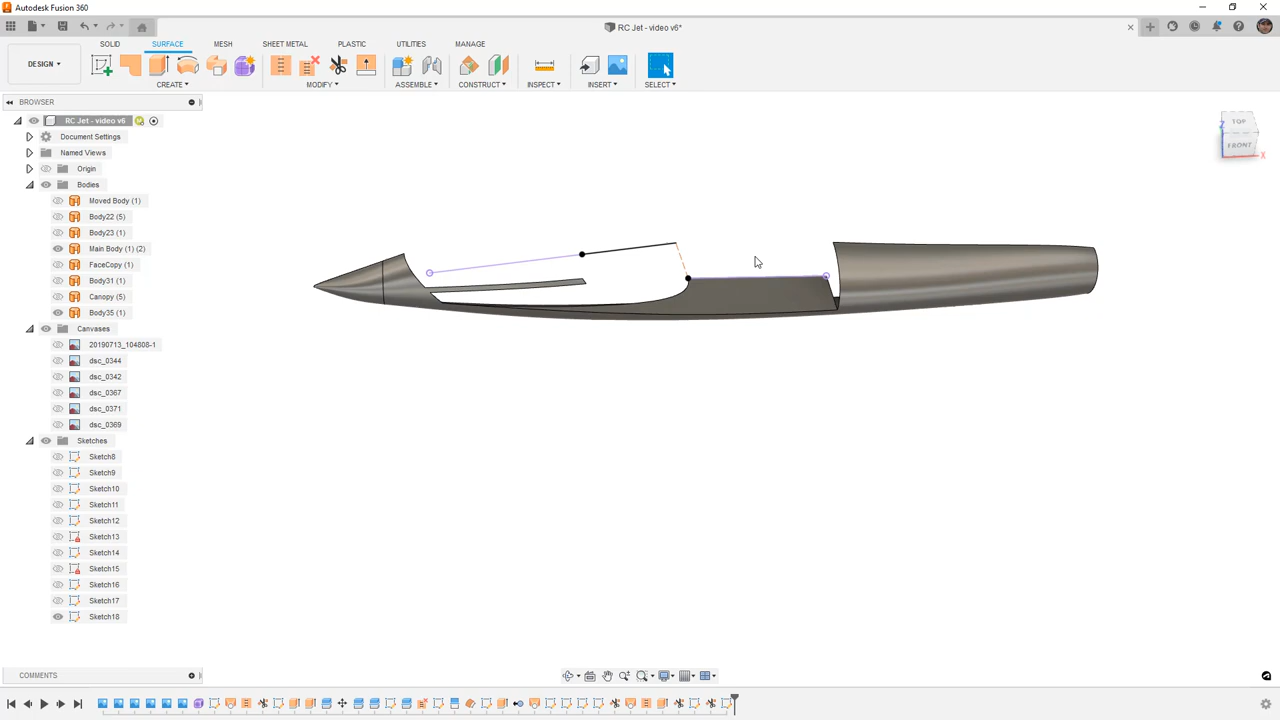 Autodesk Fusion 360
RC Jet - video v6*
DESIGN
SOLID SURFACE MESH SHEET METAL PLASTIC UTILITIES MANAGE
CREATE MODIFY ASSEMBLE CONSTRUCT INSPECT INSERT SELECT
BROWSER
RC Jet - video v6
Document Settings
Named Views
Origin
Bodies
Moved Body (1)
Body22 (5)
Body23 (1)
Main Body (1) (2)
FaceCopy (1)
Body31 (1)
Canopy (5)
Body35 (1)
Canvases
20190713_104808-1
dsc_0344
dsc_0342
dsc_0367
dsc_0371
dsc_0369
Sketches
Sketch8
Sketch9
Sketch10
Sketch11
Sketch12
Sketch13
Sketch14
Sketch15
Sketch16
Sketch17
Sketch18
TOP
Z
FRONT
X
COMMENTS